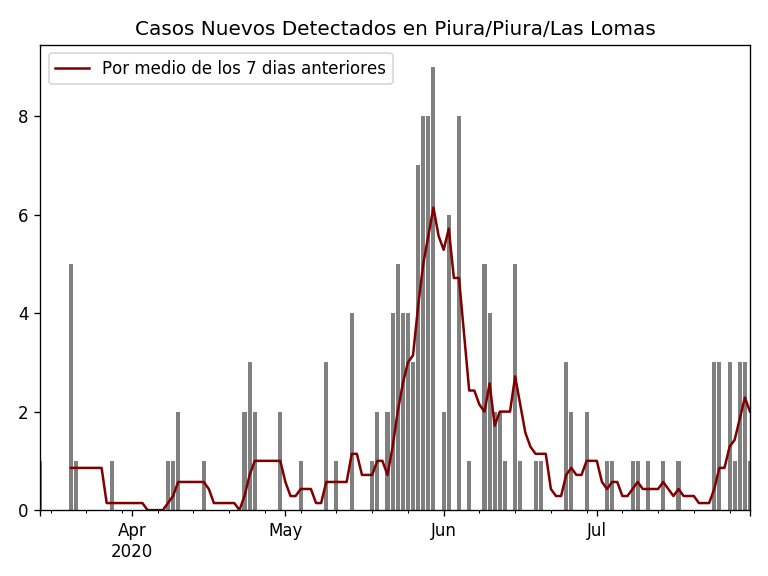 Casos Nuevos Detectados en Piura/Piura/Las Lomas
Por medio de los 7 dias anteriores
8
6
4
2
0
Apr
2020
May
Jun
Jul